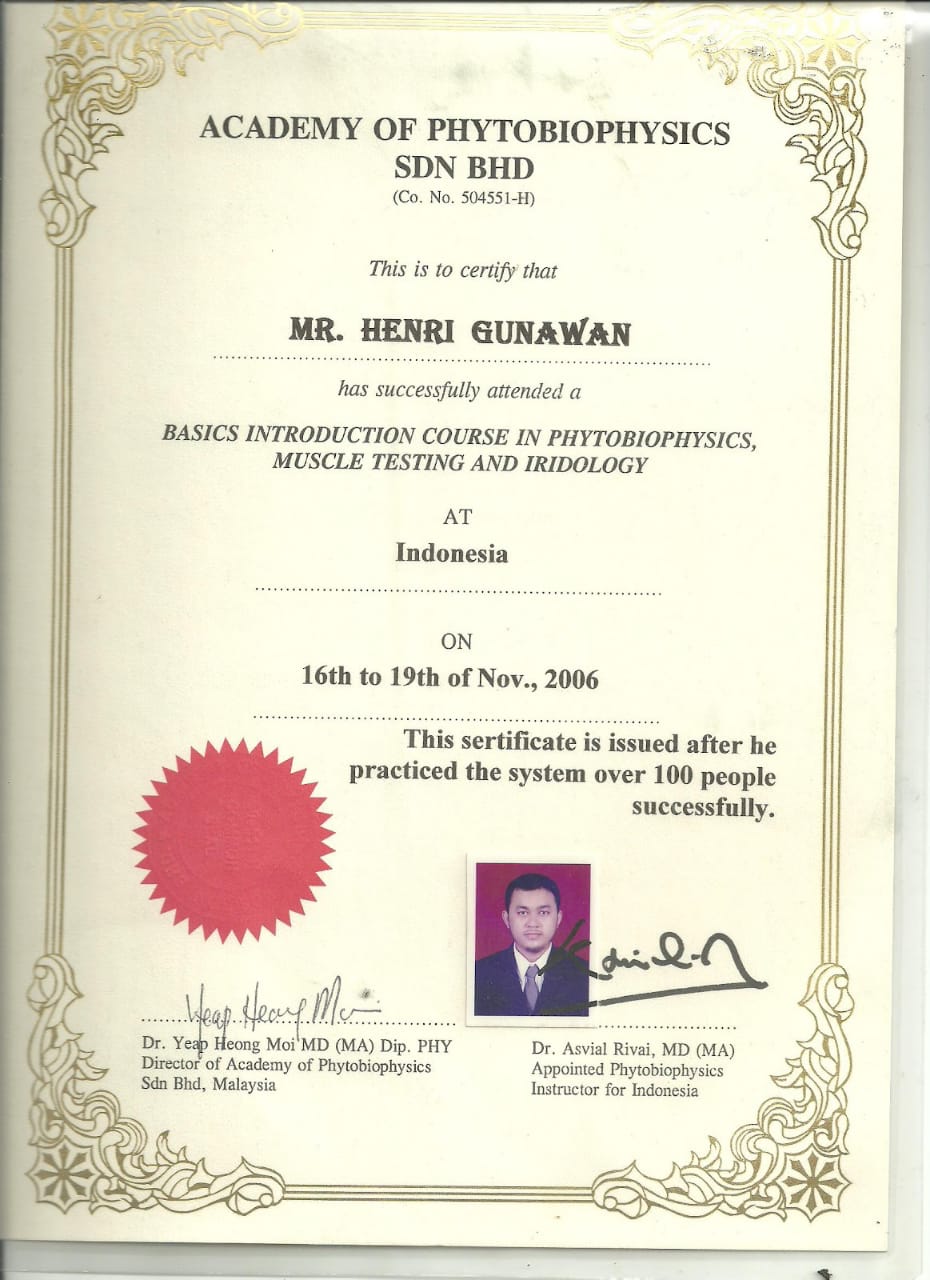 ACADEMY OF PHYTOBIOPHYSICS
SDN BHD
(Co. No. 504551-H)
This is to certify that
MR. HENRI GUNAWAN
has successfully attended a
BASICS INTRODUCTION COURSE IN PHYTOBIOPHYSICS,
MUSCLE TESTING AND IRIDOLOGY
AT
Indonesia
ON
16th to 19th of Nov., 2006
This sertificate is issued after he
practiced the system over 100 people
successfully.
Yeap Heong Moi
Dr. Yeap Heong Moi MD (MA) Dip. PHY
Director of Academy of Phytobiophysics
Sdn Bhd, Malaysia
Dr. Asvial Rivai, MD (MA)
Appointed Phytobiophysics
Instructor for Indonesia